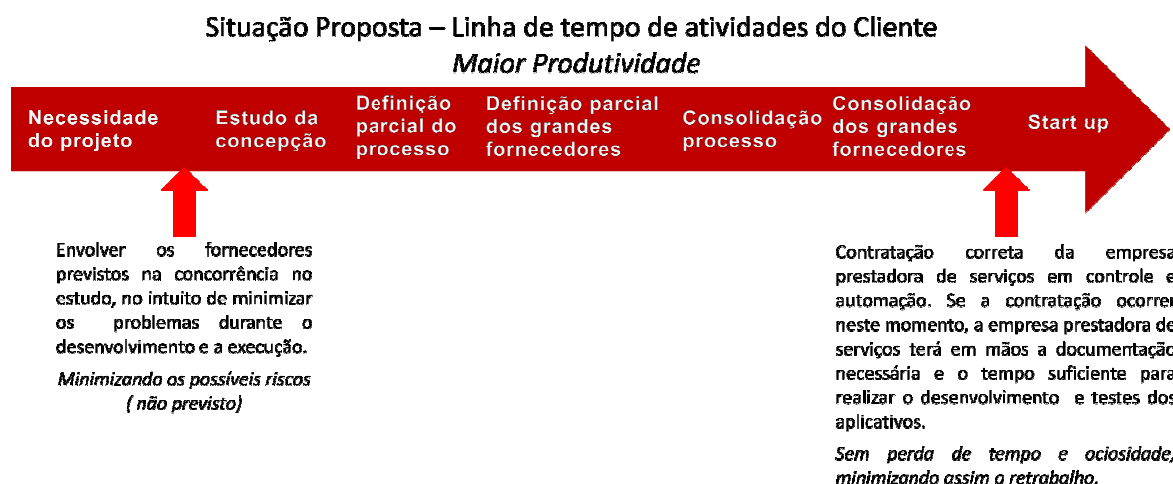 Situação Proposta – Linha de tempo de atividades do Cliente
Maior Produtividade
Necessidade
do projeto
Estudo da
concepção
Definição
parcial do
processo
Definição parcial
dos grandes
fornecedores
Consolidação
processo
Consolidação
dos grandes
fornecedores
Start up
Envolver os fornecedores
previstos na concorrência no
estudo, no intuito de minimizar
os problemas durante o
desenvolvimento e a execução.
Minimizando os possíveis riscos
( não previsto)
Contratação correta da empresa
prestadora de serviços em controle e
automação. Se a contratação ocorrer
neste momento, a empresa prestadora de
serviços terá em mãos a documentação
necessária e o tempo suficiente para
realizar o desenvolvimento e testes dos
aplicativos.
Sem perda de tempo e ociosidade,
minimizando assim o retrabalho.